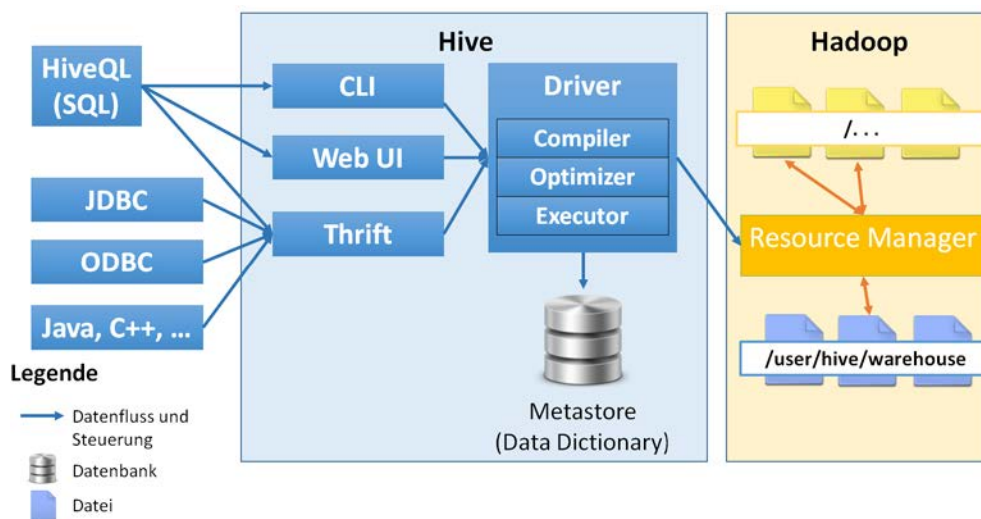 Hive
Hadoop
HiveQL
(SQL)
CLI
Driver
/...
Compiler
Web UI
Optimizer
JDBC
Executor
Thrift
Resource Manager
ODBC
Java, C++, ...
/user/hive/warehouse
Legende
Metastore
(Data Dictionary)
Datenfluss und
Steuerung
Datenbank
Datei